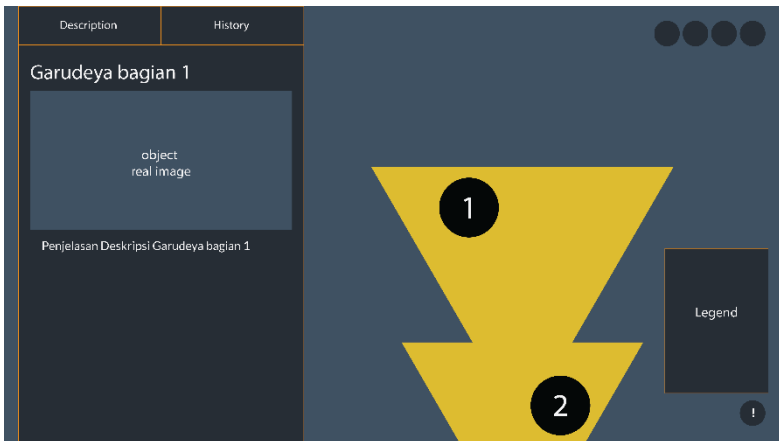 Description
History
Garudeya bagian 1
object
real image
Penjelasan Deskripsi Garudeya bagian 1
1
2
Legend
!